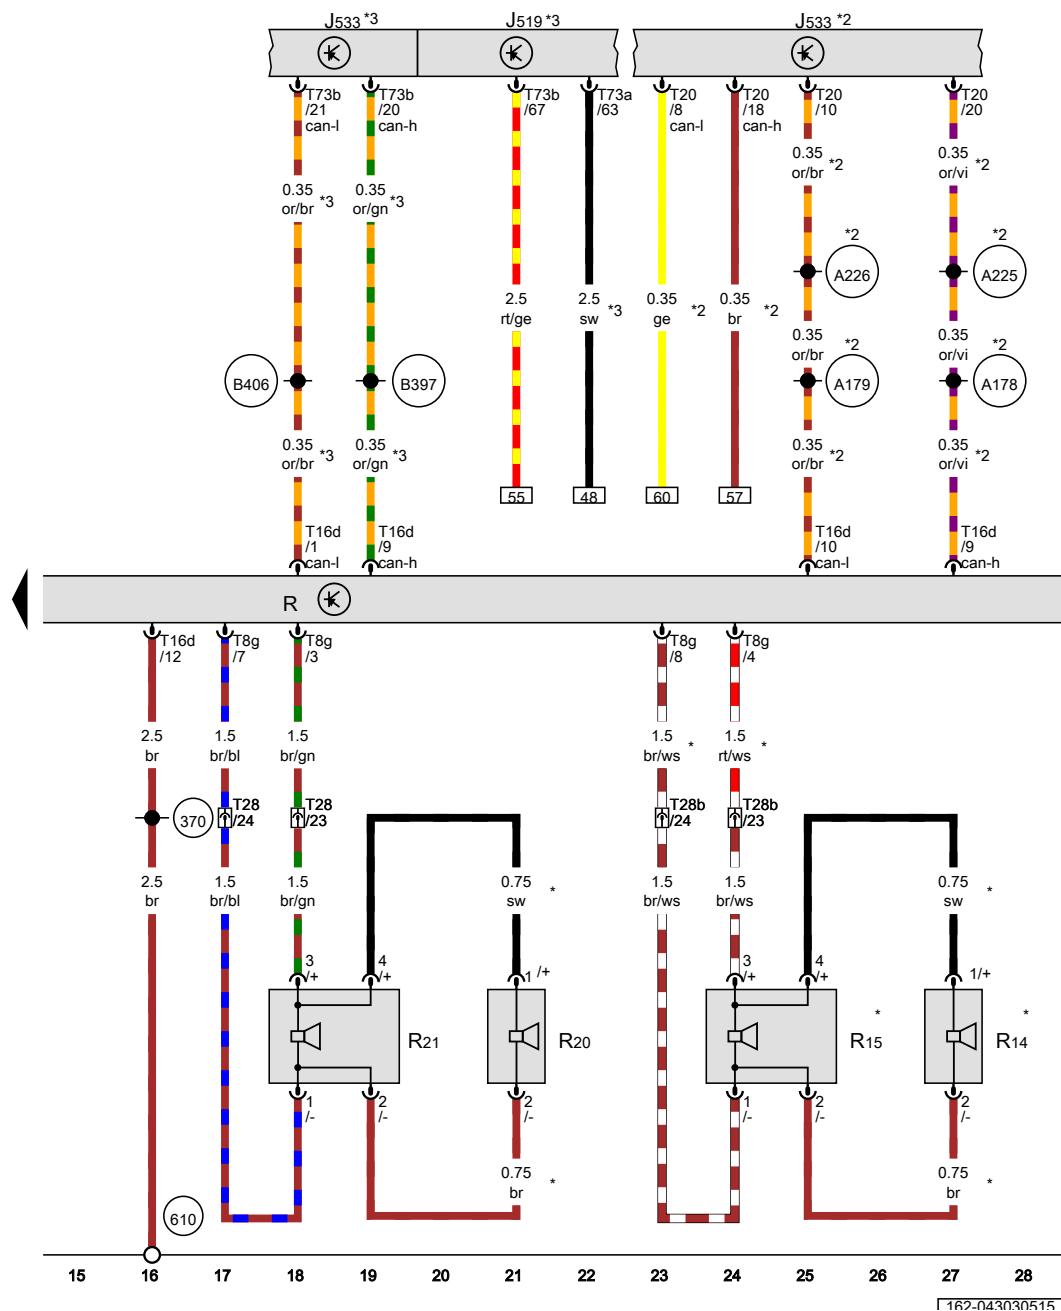 J533 *3
J519 *3
J533 *2
T73b
/21
can-l
T73b
/20
can-h
T73b
/67
T73a
/63
T20
/8
can-l
T20
/18
can-h
T20
/10
T20
/20
0.35
or/br *3
0.35
or/gn *3
0.35
or/br *2
0.35
or/vi *2
*2
A226
*2
A225
2.5
rt/ge
2.5
sw *3
0.35
ge *2
0.35
br *2
B406
B397
0.35
or/br *2
A179
0.35
or/vi *2
A178
0.35
or/br *3
0.35
or/gn *3
0.35
or/br *2
0.35
or/vi *2
55
48
60
57
T16d
/1
can-l
T16d
/9
can-h
T16d
/10
can-l
T16d
/9
can-h
R
T16d
/12
T8g
/7
T8g
/3
T8g
/8
T8g
/4
2.5
br
1.5
br/bl
1.5
br/gn
1.5
br/ws *
1.5
rt/ws *
370
T28
/24
T28
/23
T28b
/24
T28b
/23
2.5
br
1.5
br/bl
1.5
br/gn
0.75
sw *
1.5
br/ws
1.5
br/ws
0.75
sw *
3
/+
4
/+
1 /+
3
/+
4
/+
1/+
R21
R20
R15 *
R14 *
1
/-
2
/-
2
/-
1
/-
2
/-
2
/-
0.75
br *
0.75
br *
610
15 16 17 18 19 20 21 22 23 24 25 26 27 28
162-043030515